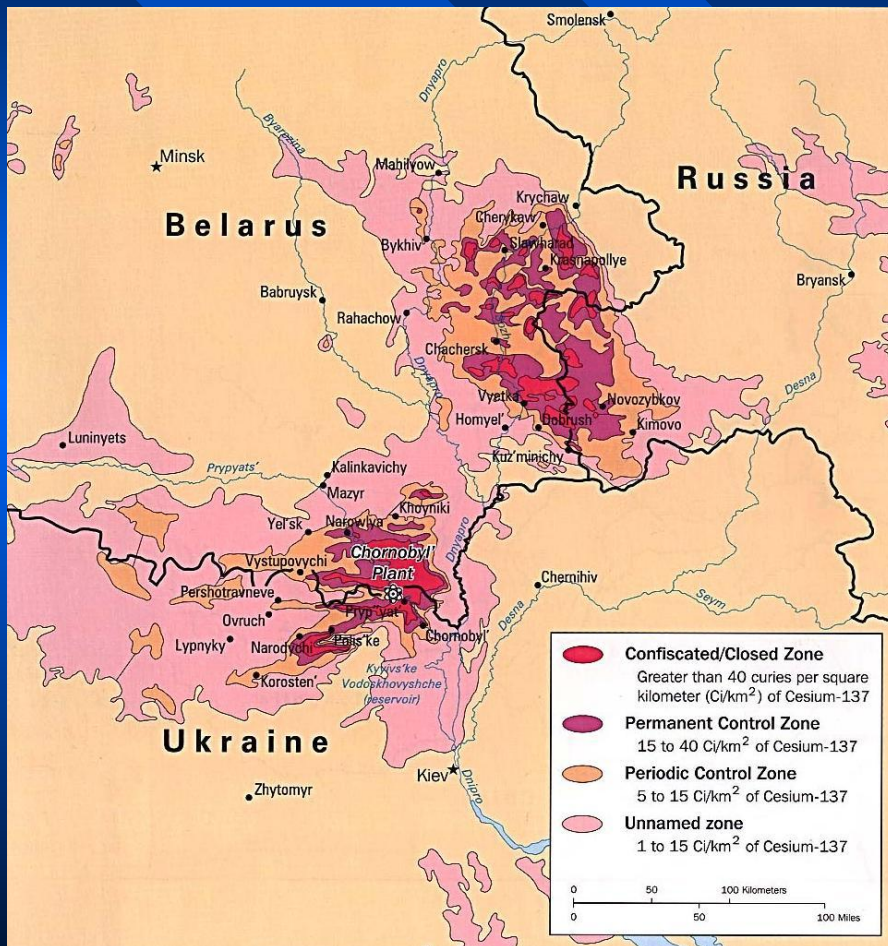 Smolensk
Dnyapro
Byarezina
Minsk
Mahilyow
Russia
Krychaw
Cherykaw
Belarus
Bykhiv
Slawharad
Krasnapollye
Bryansk
Babruysk
Rahachow
Sozh
Chachersk
Dnyapro
Desna
Vyatka
Novozybkov
Homyel'
Dobrush
Kimovo
Luninyets
Kuz'minichy
Prypyats'
Kalinkavichy
Mazyr
Khoyniki
Yel'sk
Narowlya
Dnyapro
Chornobyl'
Plant
Vystupovychi
Chernihiv
Pershotravneve
Pryp''yat'
Desna
Seym
Ovruch
Chornobyl'
Lypnyky
Narodychi
Polis'ke
Korosten'
Kyyivs'ke
Vodoskhovyshche
(reservoir)
Ukraine
Kiev
Dnipro
Zhytomyr
Confiscated/Closed Zone
Greater than 40 curies per square
kilometer (Ci/km²) of Cesium-137
Permanent Control Zone
15 to 40 Ci/km² of Cesium-137
Periodic Control Zone
5 to 15 Ci/km² of Cesium-137
Unnamed zone
1 to 15 Ci/km² of Cesium-137
0 50 100 Kilometers
0 50 100 Miles